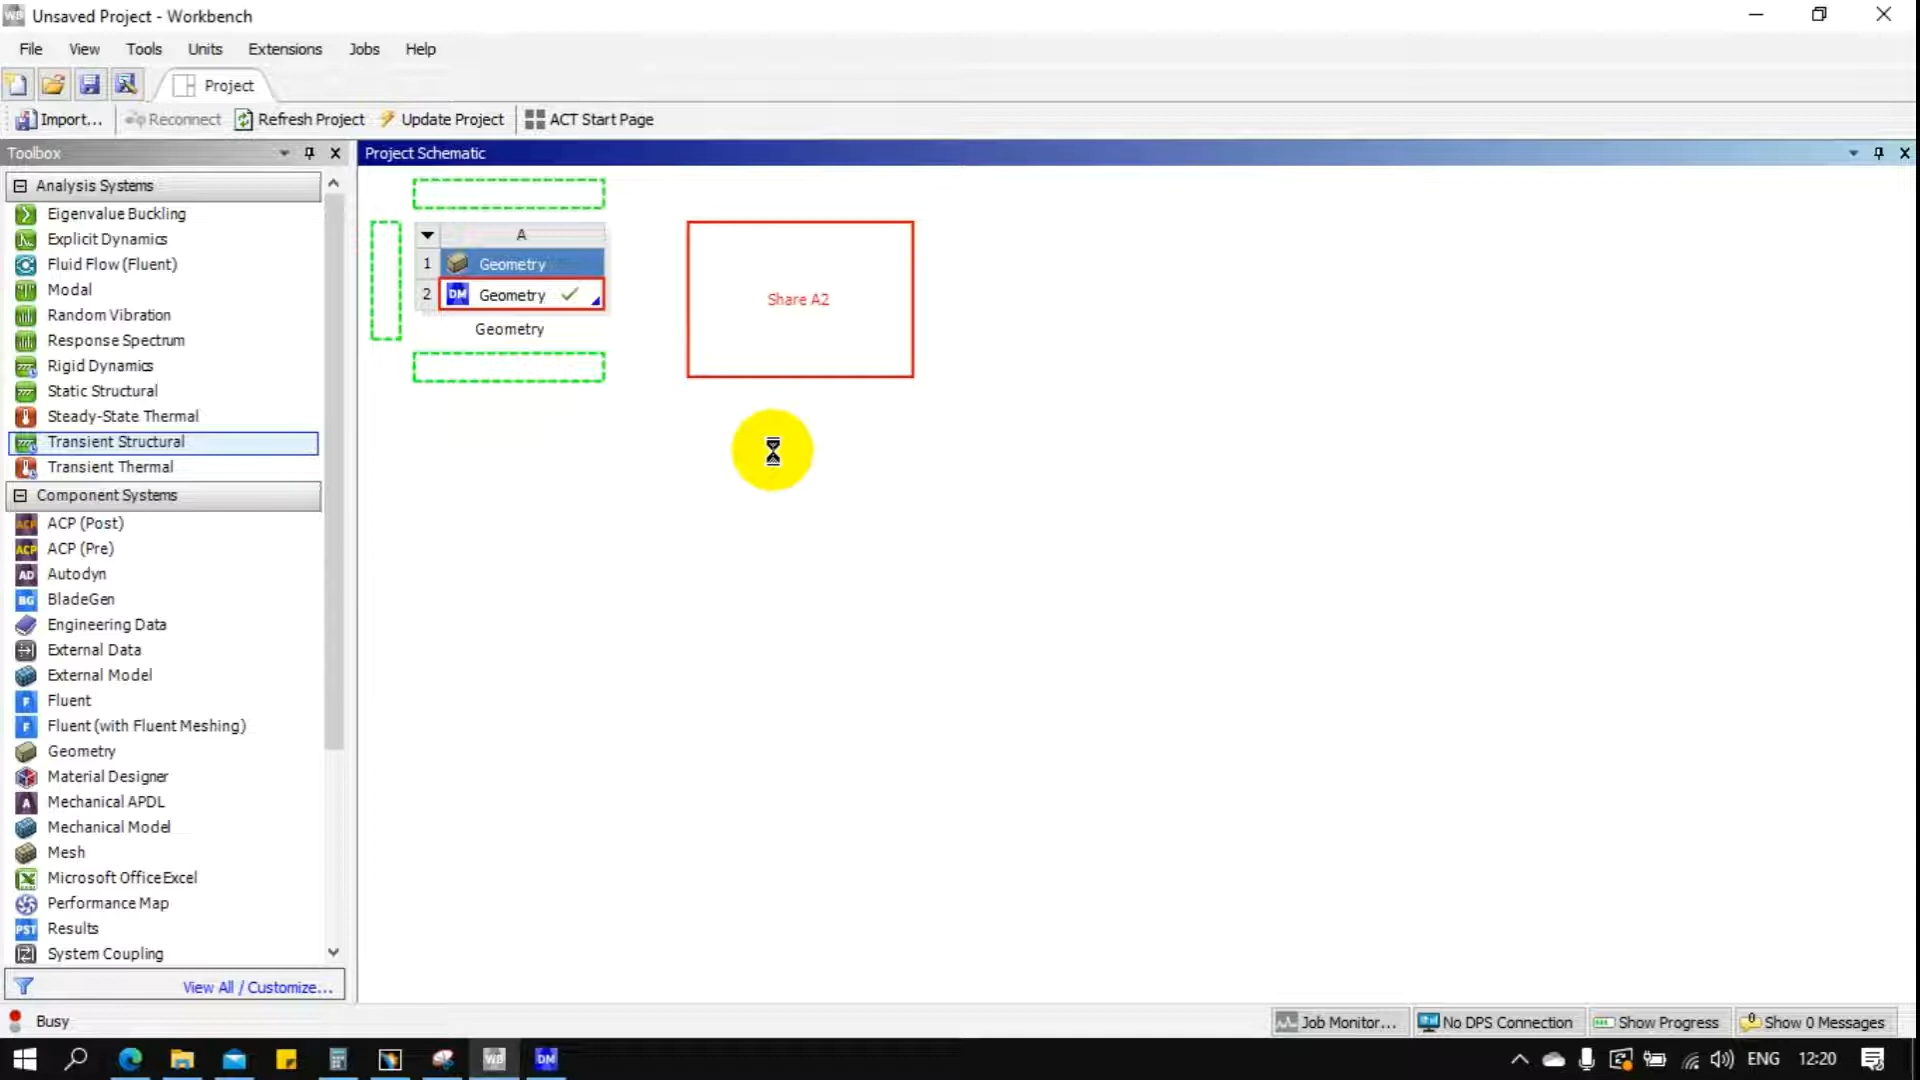 Unsaved Project - Workbench
File View Tools Units Extensions Jobs Help
Project
Import... Reconnect Refresh Project Update Project ACT Start Page
Toolbox
Project Schematic
Analysis Systems
Eigenvalue Buckling
Explicit Dynamics
Fluid Flow (Fluent)
Modal
Random Vibration
Response Spectrum
Rigid Dynamics
Static Structural
Steady-State Thermal
Transient Structural
Transient Thermal
Component Systems
ACP (Post)
ACP (Pre)
Autodyn
BladeGen
Engineering Data
External Data
External Model
Fluent
Fluent (with Fluent Meshing)
Geometry
Material Designer
Mechanical APDL
Mechanical Model
Mesh
Microsoft Office Excel
Performance Map
Results
System Coupling
View All / Customize...
A
1 Geometry
2 DM Geometry
Geometry
Share A2
Busy
Job Monitor... No DPS Connection Show Progress Show 0 Messages
WB DM ENG 12:20